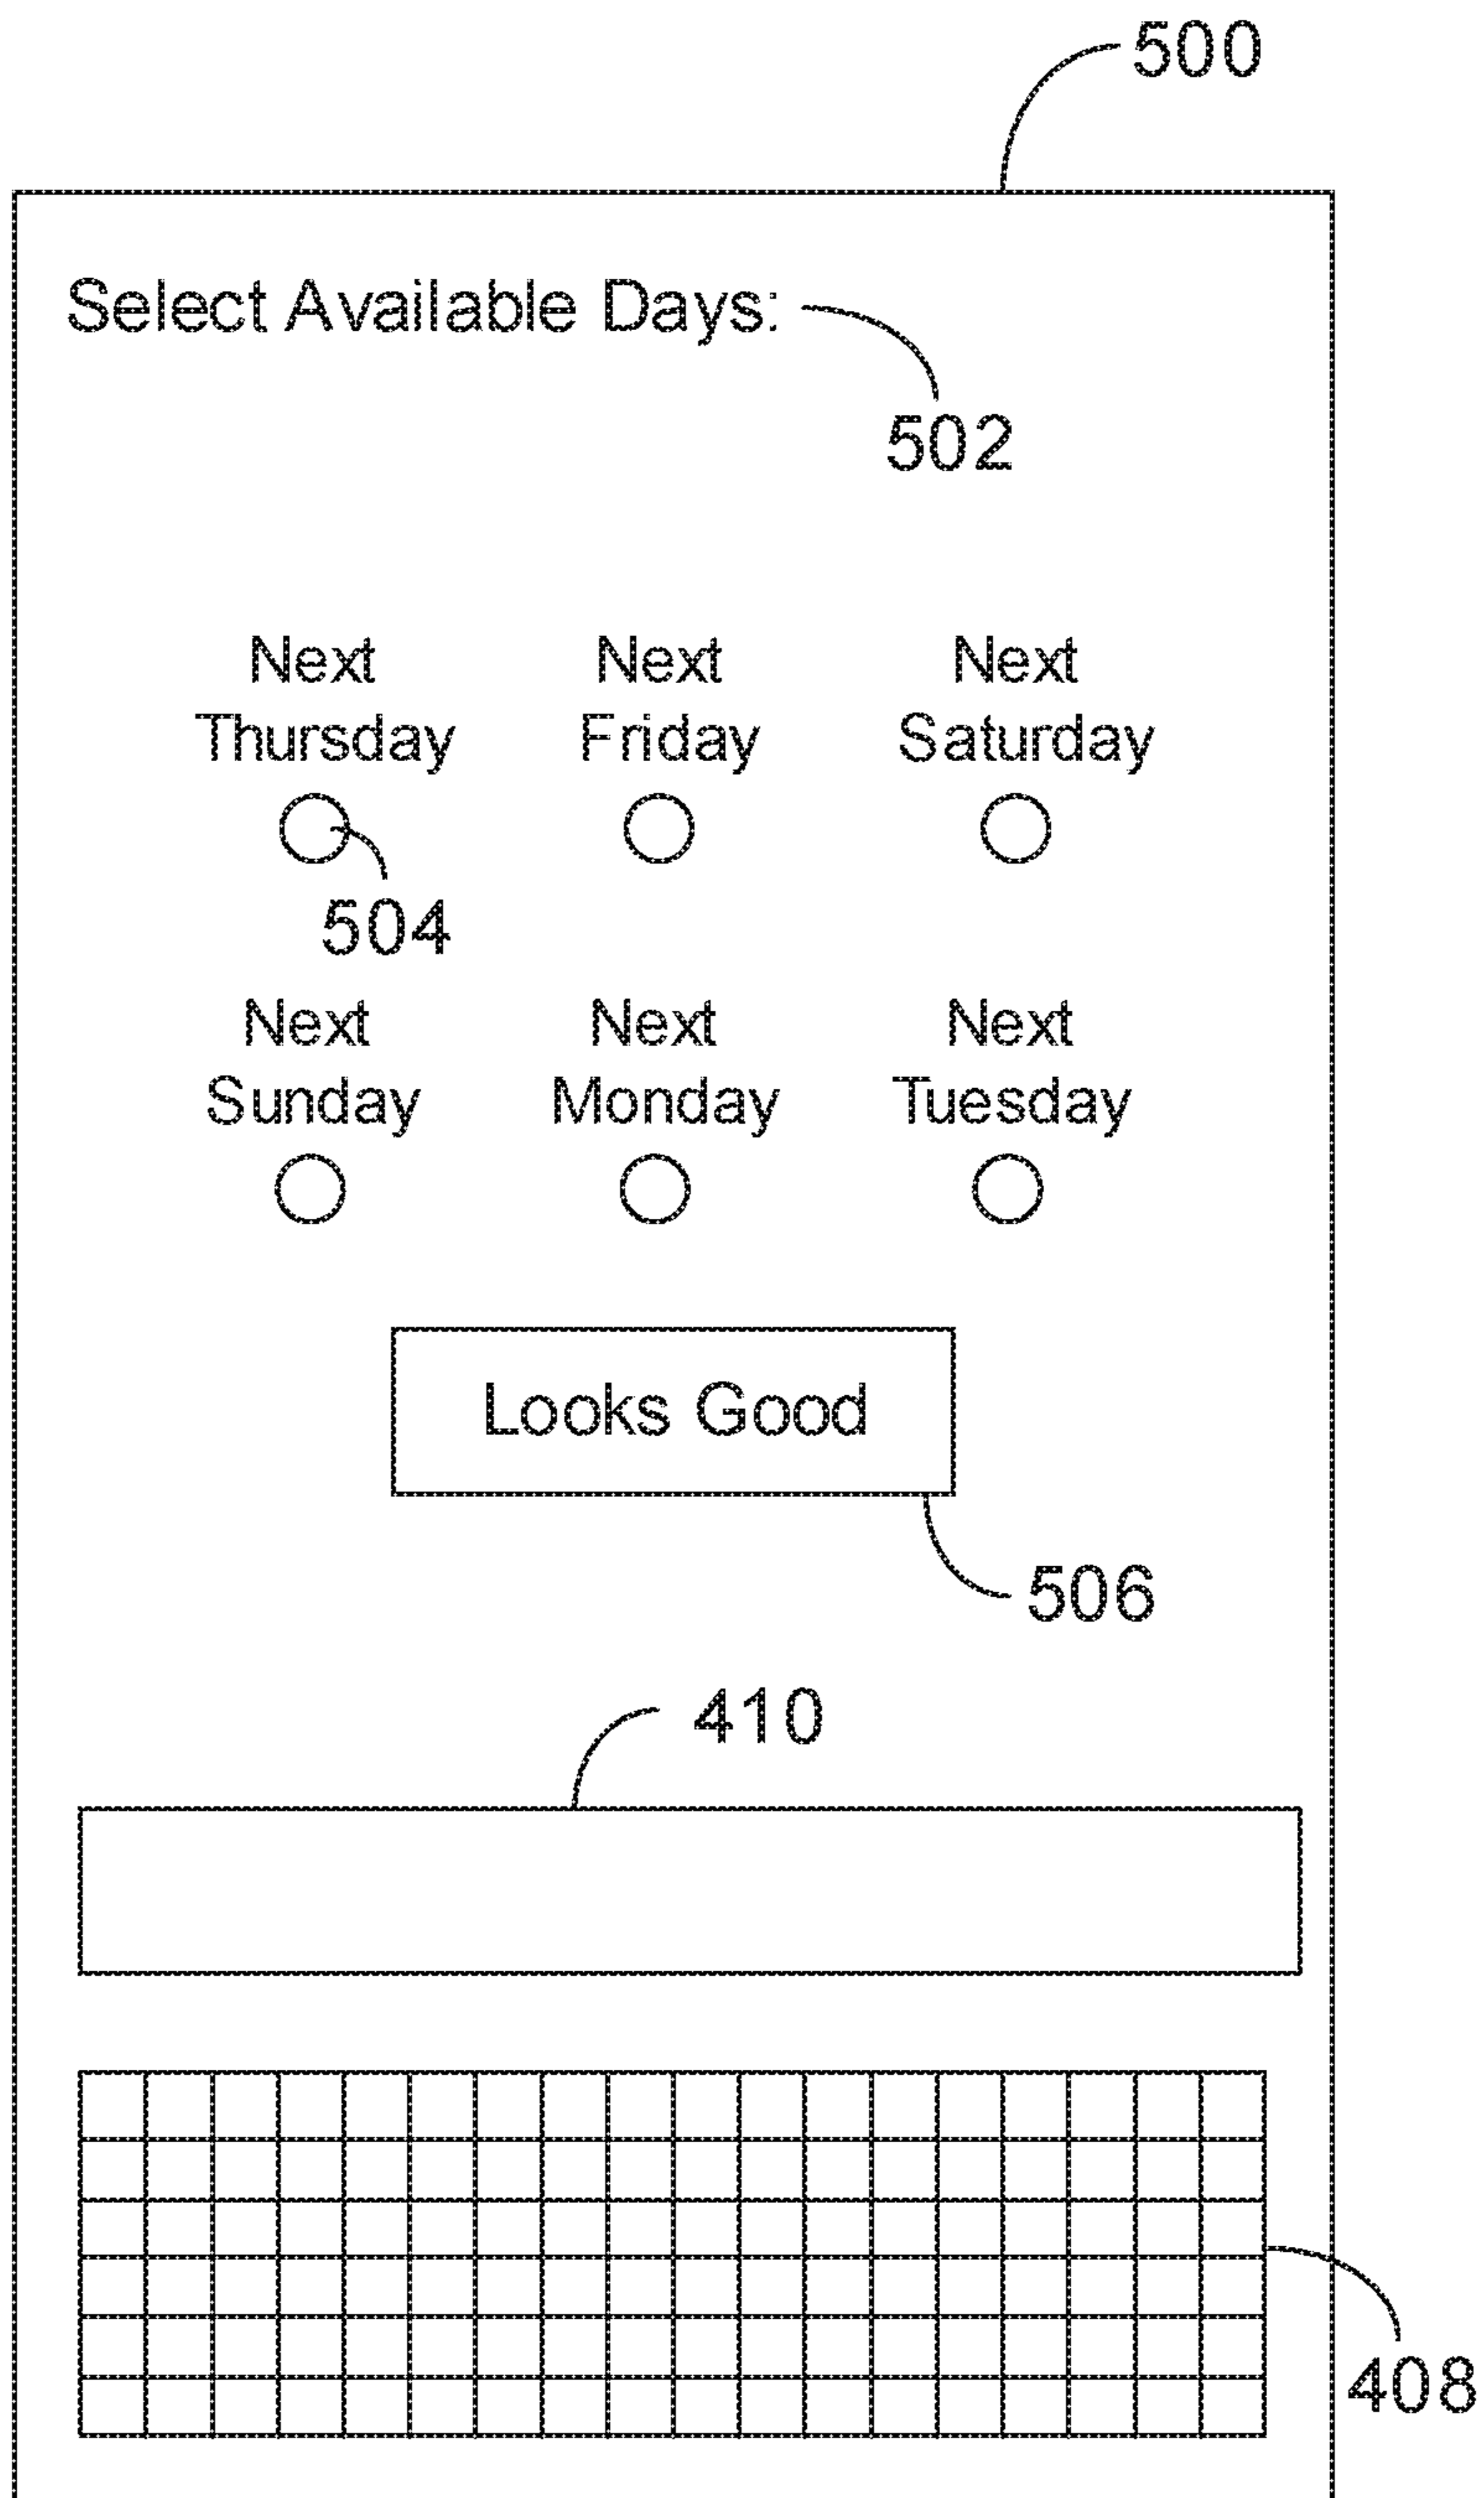 500
Select Available Days:
502
Next Next Next
Thursday Friday Saturday
504
Next Next Next
Sunday Monday Tuesday
Looks Good
506
410
408